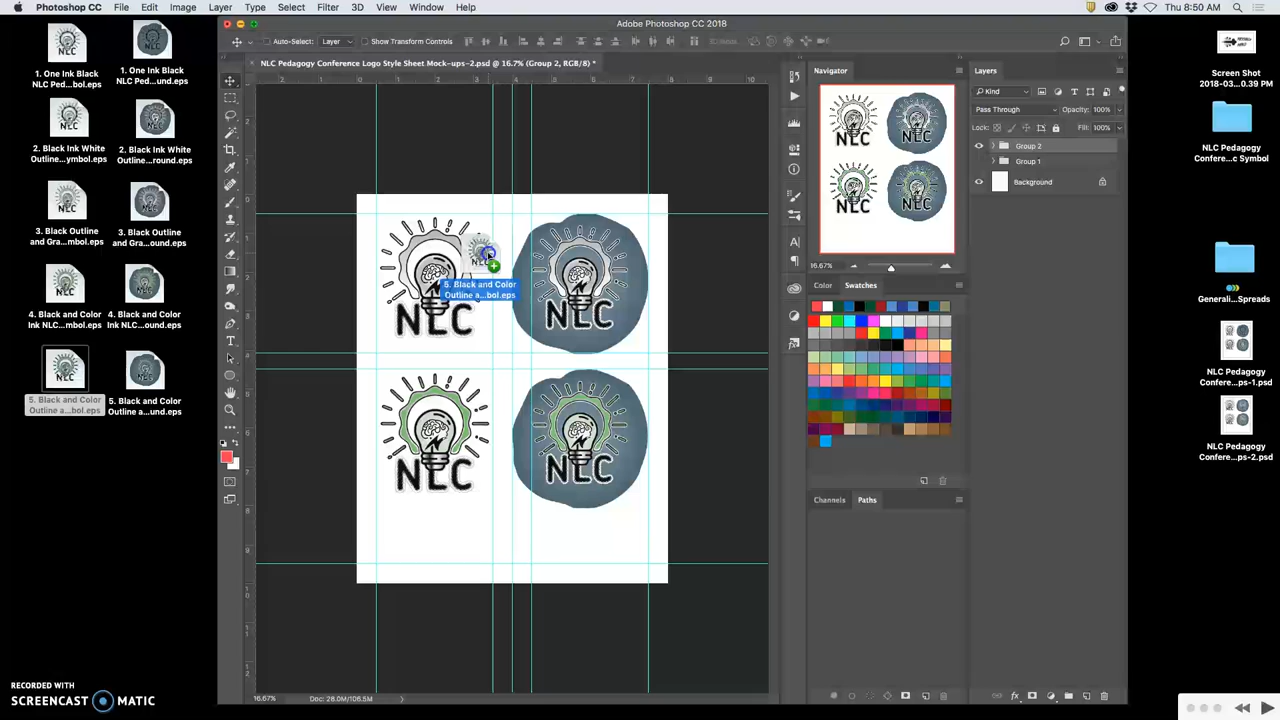 Photoshop CC File Edit Image Layer Type Select Filter 3D View Window Help
Thu 8:50 AM
Adobe Photoshop CC 2018
Auto-Select: Layer Show Transform Controls
NLC Pedagogy Conference Logo Style Sheet Mock-ups-2.psd @ 16.7% (Group 2, RGB/8) *
1. One Ink Black
NLC Ped...bol.eps
1. One Ink Black
NLC Ped...und.eps
2. Black Ink White
Outline...ymbol.eps
2. Black Ink White
Outline...round.eps
3. Black Outline
and Gra...mbol.eps
3. Black Outline
and Gra...ound.eps
4. Black and Color
Ink NLC...mbol.eps
4. Black and Color
Ink NLC...ound.eps
5. Black and Color
Outline a...bol.eps
5. Black and Color
Outline a...und.eps
5. Black and Color
Outline a...bol.eps
NLC
NLC
NLC
NLC
Navigator
NLC
NLC
NLC
NLC
16.67%
Color Swatches
Channels Paths
Layers
Kind
Pass Through Opacity: 100%
Lock: Fill: 100%
Group 2
Group 1
Background
Screen Shot
2018-03...0.39 PM
NLC Pedagogy
Confere...c Symbol
Generali...Spreads
NLC Pedagogy
Confere...ps-1.psd
NLC Pedagogy
Confere...ps-2.psd
16.67% Doc: 28.0M/106.5M
RECORDED WITH
SCREENCAST MATIC